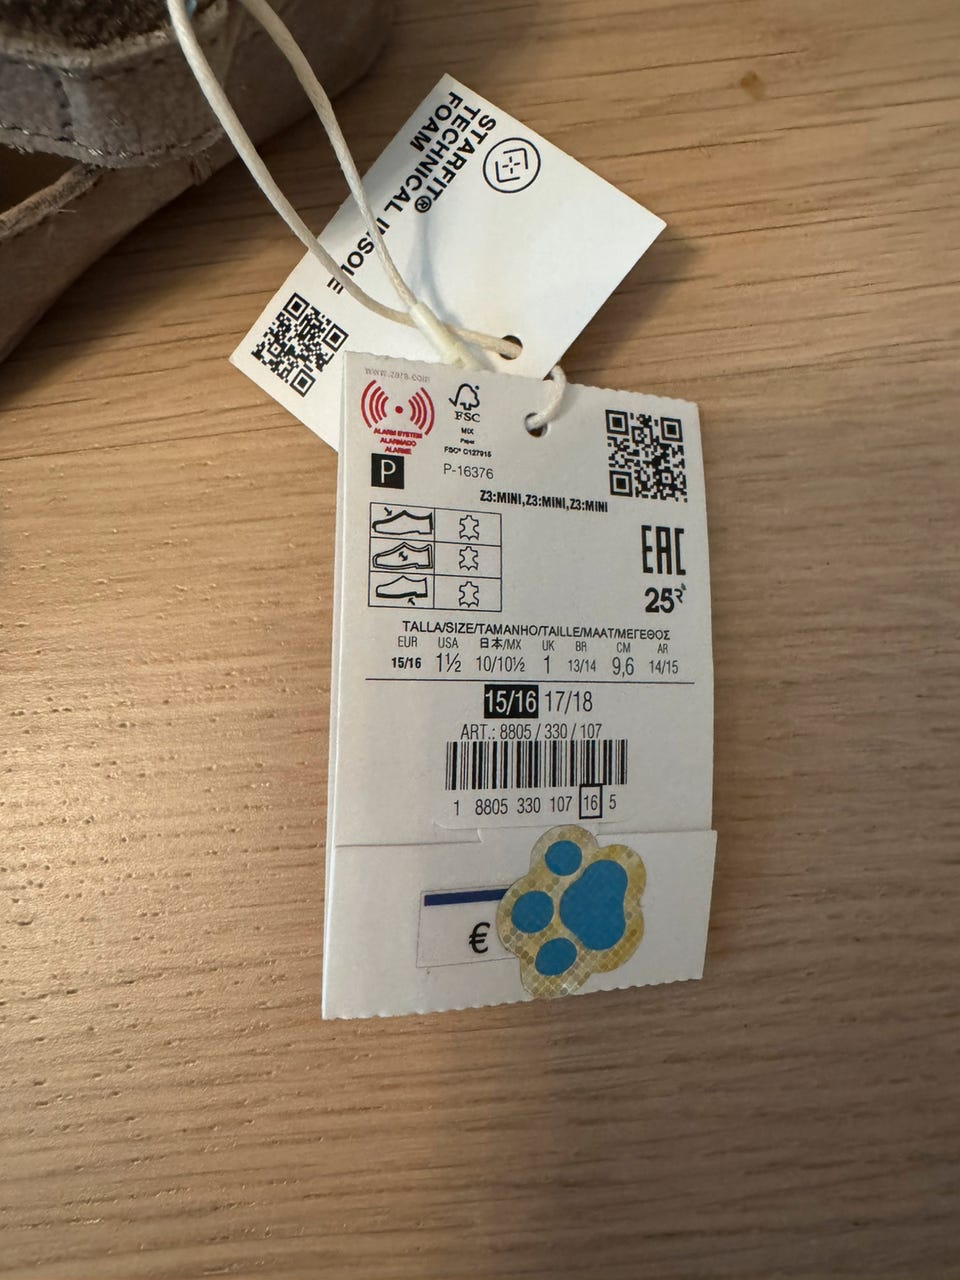 STARFIT®
TECHNICAL INSOLE
FOAM
www.zara.com
ALARM SYSTEM
ALARMADO
ALARME
FSC
MIX
Paper
FSC® C127915
P
P-16376
Z3:MINI,Z3:MINI,Z3:MINI
EAC
25
TALLA/SIZE/TAMANHO/TAILLE/MAAT/ΜΕΓΕΘΟΣ
EUR USA 日本/MX UK BR CM AR
15/16 1½ 10/10½ 1 13/14 9,6 14/15
15/16 17/18
ART.: 8805 / 330 / 107
1 8805 330 107 16 5
€